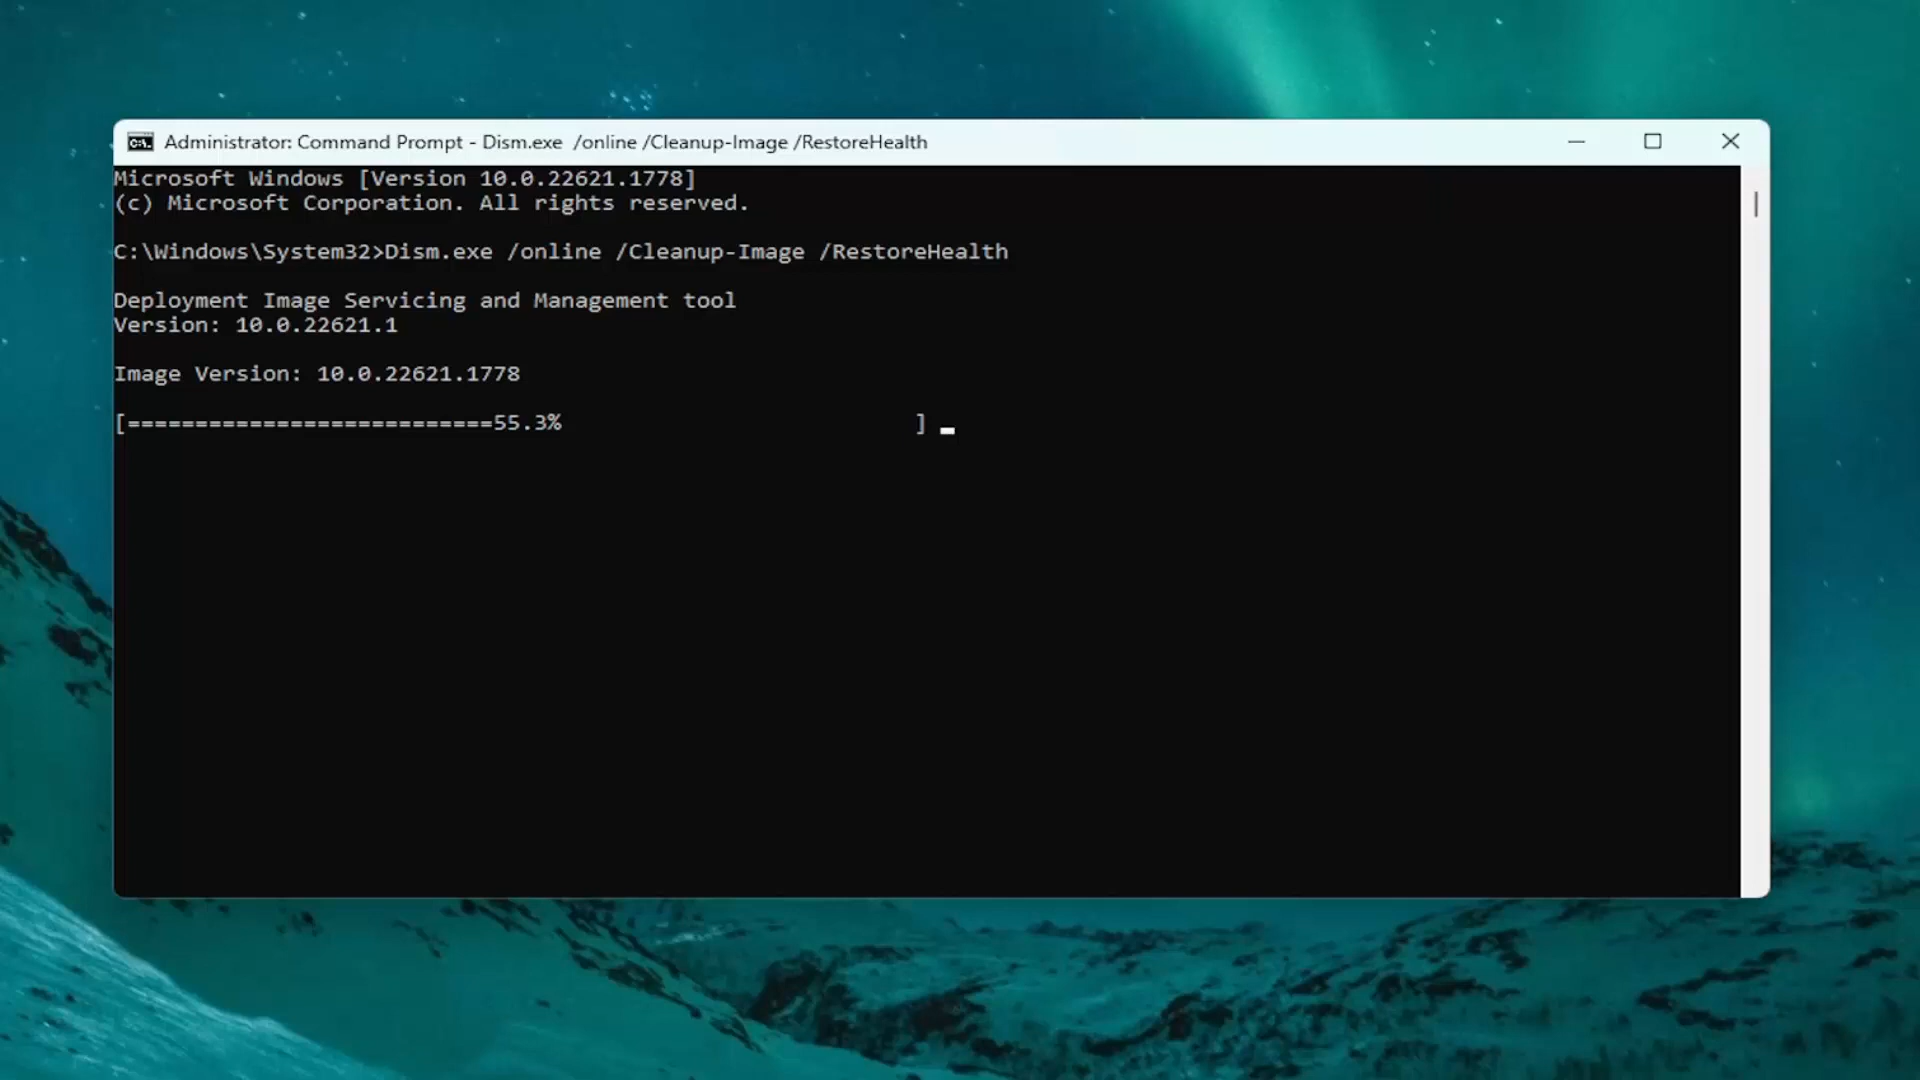 Administrator: Command Prompt - Dism.exe  /online /Cleanup-Image /RestoreHealth
Microsoft Windows [Version 10.0.22621.1778]
(c) Microsoft Corporation. All rights reserved.
C:\Windows\System32>Dism.exe /online /Cleanup-Image /RestoreHealth
Deployment Image Servicing and Management tool
Version: 10.0.22621.1
Image Version: 10.0.22621.1778
[===========================55.3%                          ]